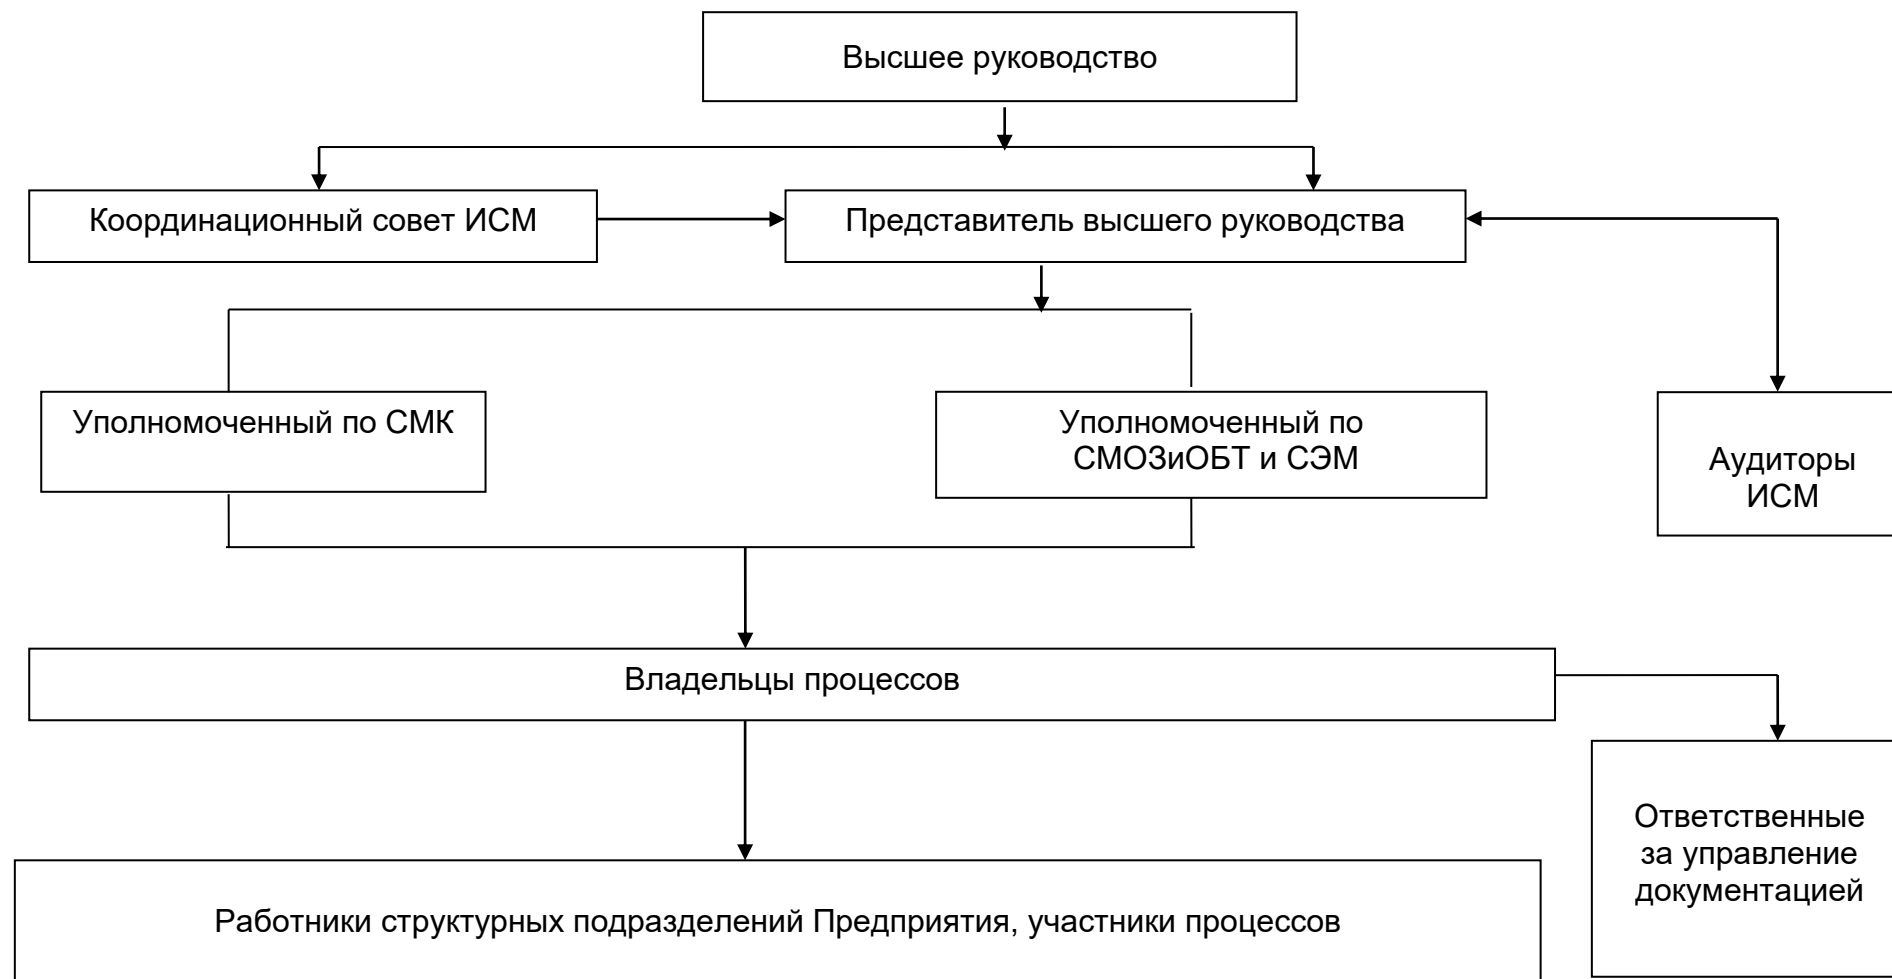 Высшее руководство
Координационный совет ИСМ
Представитель высшего руководства
Уполномоченный по СМК
Уполномоченный по
СМОЗиОБТ и СЭМ
Аудиторы
ИСМ
Владельцы процессов
Ответственные
за управление
документацией
Работники структурных подразделений Предприятия, участники процессов